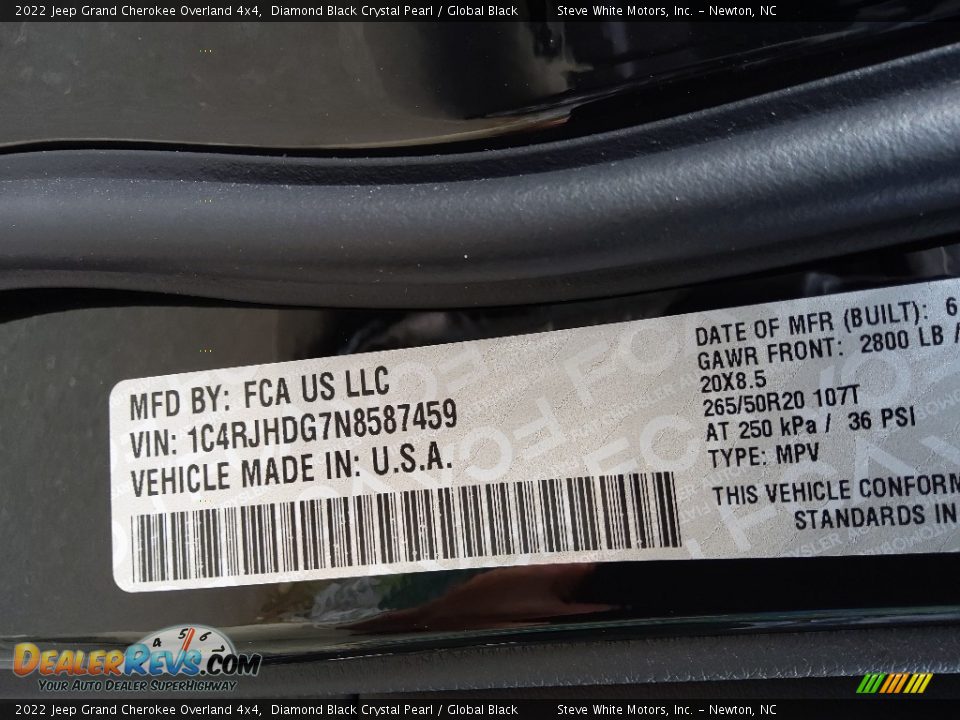 2022 Jeep Grand Cherokee Overland 4x4, Diamond Black Crystal Pearl / Global Black Steve White Motors, Inc. – Newton, NC
MFD BY: FCA US LLC
VIN: 1C4RJHDG7N8587459
VEHICLE MADE IN: U.S.A.
DATE OF MFR (BUILT): 6
GAWR FRONT: 2800 LB /
20X8.5
265/50R20 107T
AT 250 kPa / 36 PSI
TYPE: MPV
THIS VEHICLE CONFORM
STANDARDS IN
4 5 6
DEALERREVS.COM
YOUR AUTO DEALER SUPERHIGHWAY
2022 Jeep Grand Cherokee Overland 4x4, Diamond Black Crystal Pearl / Global Black Steve White Motors, Inc. – Newton, NC